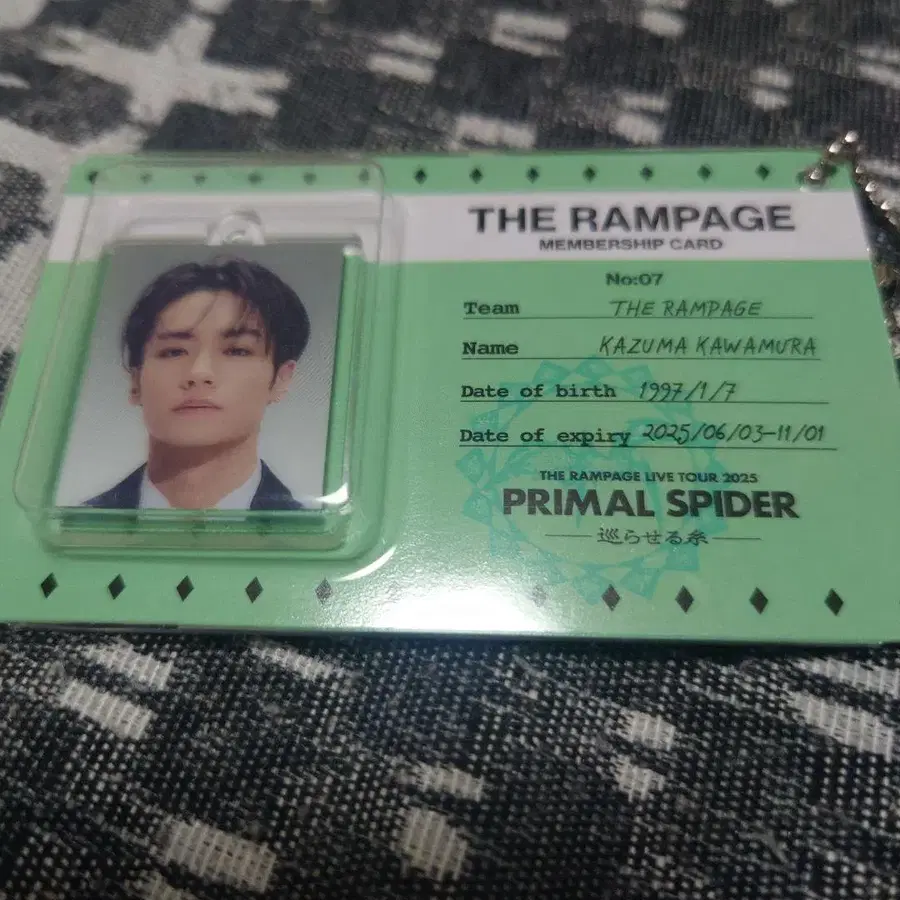 THE RAMPAGE
MEMBERSHIP CARD
No:07
Team THE RAMPAGE
Name KAZUMA KAWAMURA
Date of birth 1997/1/7
Date of expiry 2025/06/03-11/01
THE RAMPAGE LIVE TOUR 2025
PRIMAL SPIDER
巡らせる糸